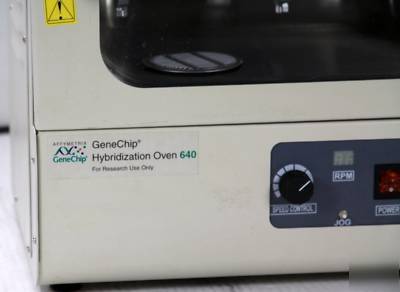 AFFYMETRIX
GeneChip®
GeneChip®
Hybridization Oven 640
For Research Use Only
RPM
SPEED CONTROL
JOG
POWER